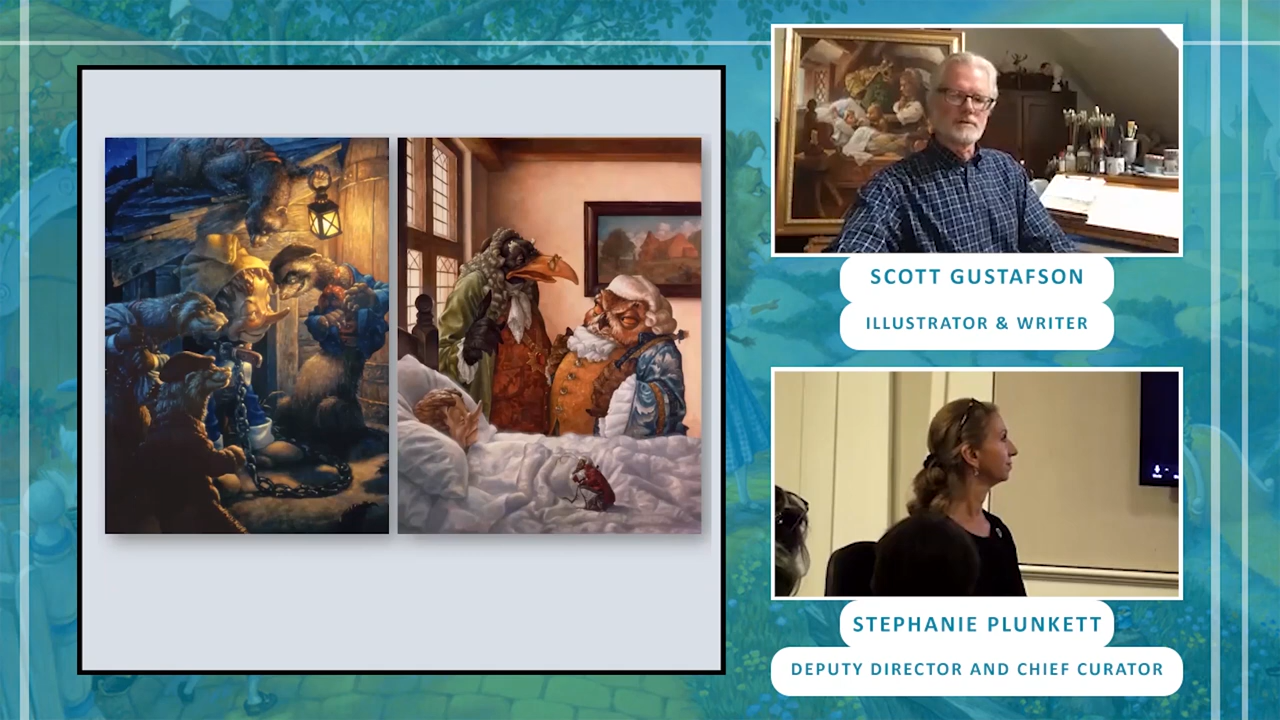 SCOTT GUSTAFSON
ILLUSTRATOR & WRITER
STEPHANIE PLUNKETT
DEPUTY DIRECTOR AND CHIEF CURATOR